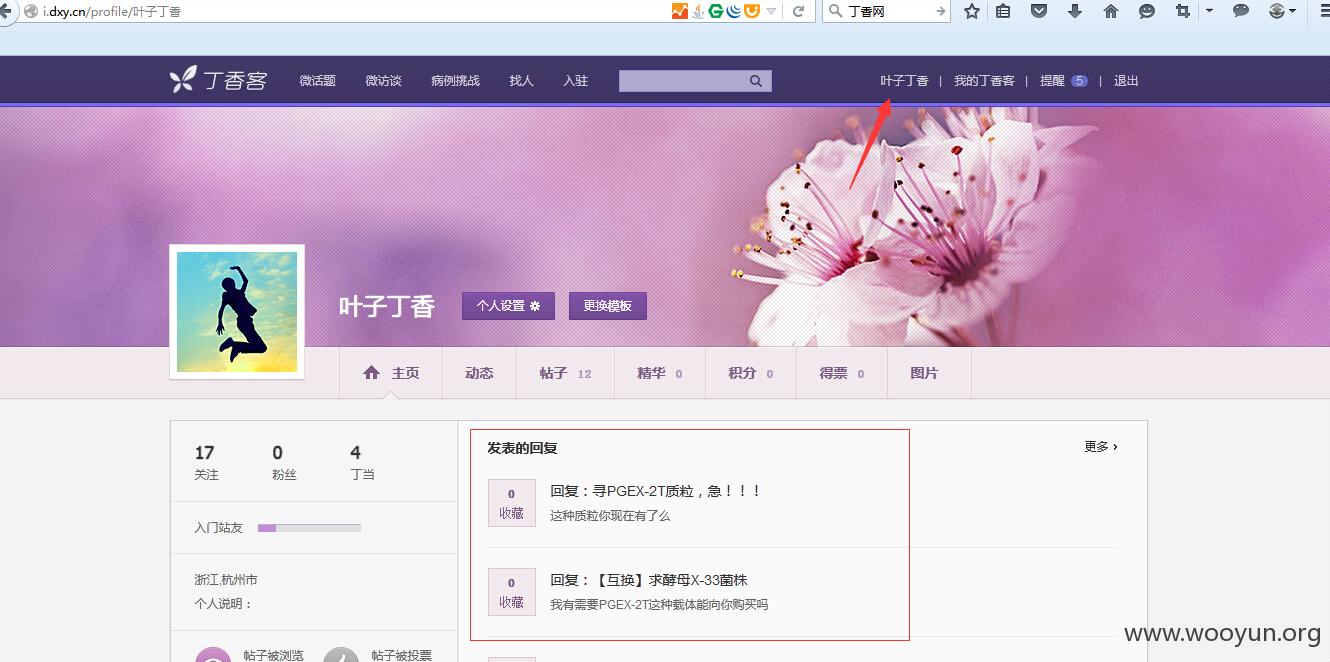 i.dxy.cn/profile/叶子丁香
丁香网
丁香客 微话题 微访谈 病例挑战 找人 入驻
叶子丁香 | 我的丁香客 | 提醒 5 | 退出
叶子丁香 个人设置 更换模板
主页 动态 帖子 12 精华 0 积分 0 得票 0 图片
17 0 4
关注 粉丝 丁当
入门站友
浙江,杭州市
个人说明：
帖子被浏览 帖子被投票
发表的回复 更多 ›
0
收藏
回复：寻PGEX-2T质粒，急！！！
这种质粒你现在有了么
0
收藏
回复：【互换】求酵母X-33菌株
我有需要PGEX-2T这种载体能向你购买吗
www.wooyun.org